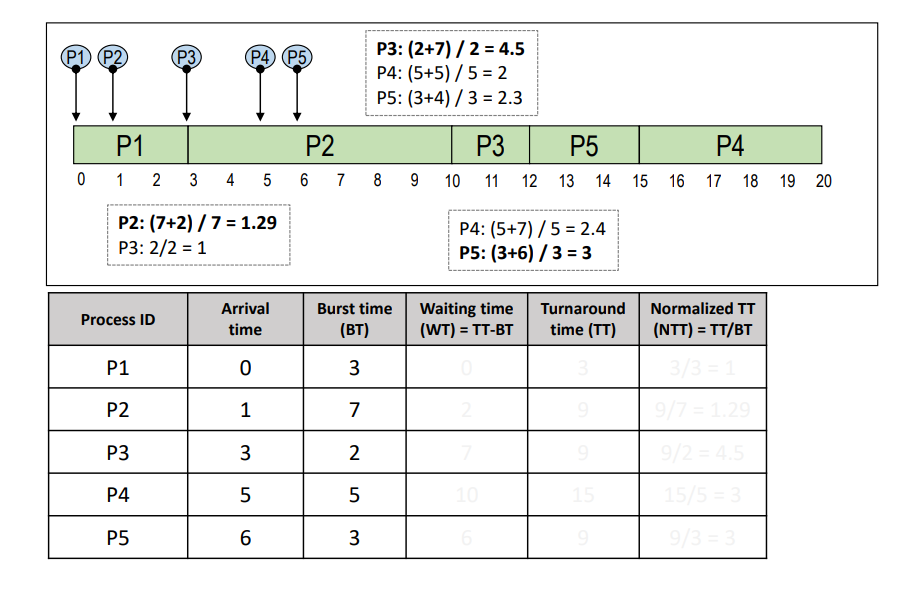 P1 P2 P3 P4 P5
P3: (2+7) / 2 = 4.5
P4: (5+5) / 5 = 2
P5: (3+4) / 3 = 2.3
P1 P2 P3 P5 P4
0 1 2 3 4 5 6 7 8 9 10 11 12 13 14 15 16 17 18 19 20
P2: (7+2) / 7 = 1.29
P3: 2/2 = 1
P4: (5+7) / 5 = 2.4
P5: (3+6) / 3 = 3
Process ID Arrival time Burst time (BT) Waiting time (WT) = TT-BT Turnaround time (TT) Normalized TT (NTT) = TT/BT
P1 0 3 0 3 3/3 = 1
P2 1 7 2 9 9/7 = 1.29
P3 3 2 7 9 9/2 = 4.5
P4 5 5 10 15 15/5 = 3
P5 6 3 6 9 9/3 = 3